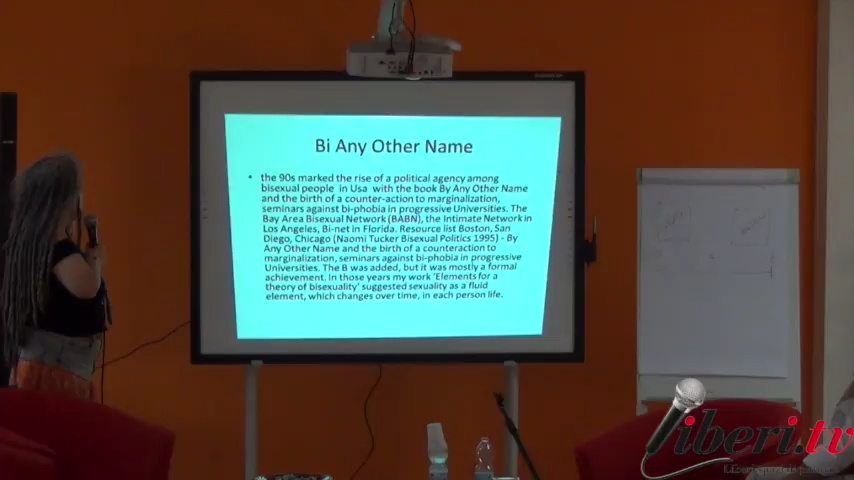 Bi Any Other Name
• the 90s marked the rise of a political agency among
bisexual people in Usa with the book By Any Other Name
and the birth of a counter-action to marginalization,
seminars against bi-phobia in progressive Universities. The
Bay Area Bisexual Network (BABN), the Intimate Network in
Los Angeles, Bi-net in Florida. Resource list Boston, San
Diego, Chicago (Naomi Tucker Bisexual Politics 1995) - By
Any Other Name and the birth of a counteraction to
marginalization, seminars against bi-phobia in progressive
Universities. The B was added, but it was mostly a formal
achievement. In those years my work 'Elements for a
theory of bisexuality' suggested sexuality as a fluid
element, which changes over time, in each person life.
liberi.tv